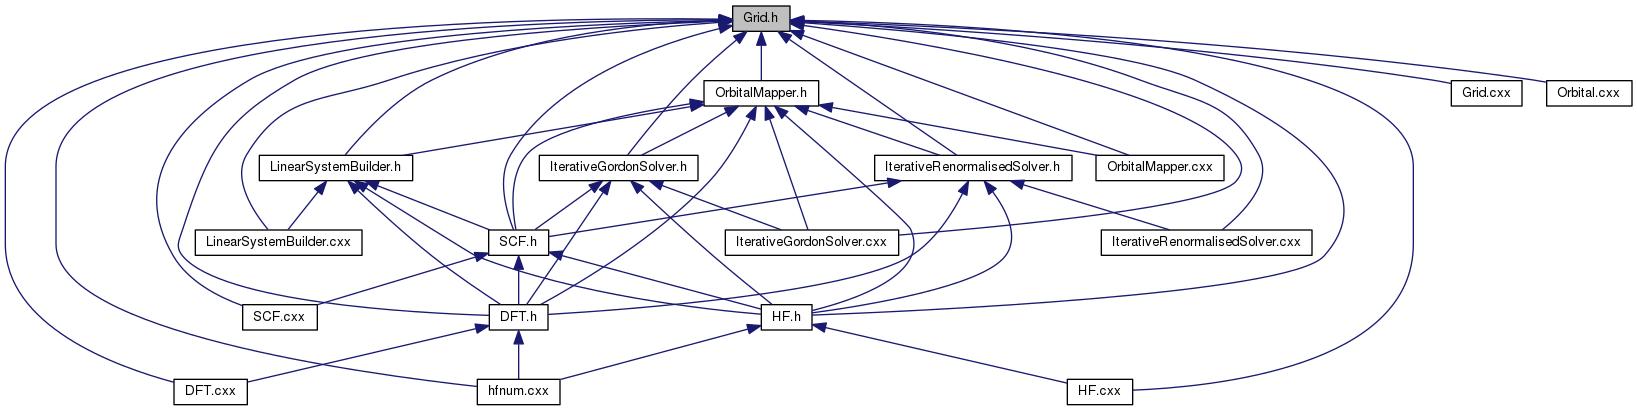 Grid.h
OrbitalMapper.h
Grid.cxx
Orbital.cxx
LinearSystemBuilder.h
IterativeGordonSolver.h
IterativeRenormalisedSolver.h
OrbitalMapper.cxx
LinearSystemBuilder.cxx
SCF.h
IterativeGordonSolver.cxx
IterativeRenormalisedSolver.cxx
SCF.cxx
DFT.h
HF.h
DFT.cxx
hfnum.cxx
HF.cxx